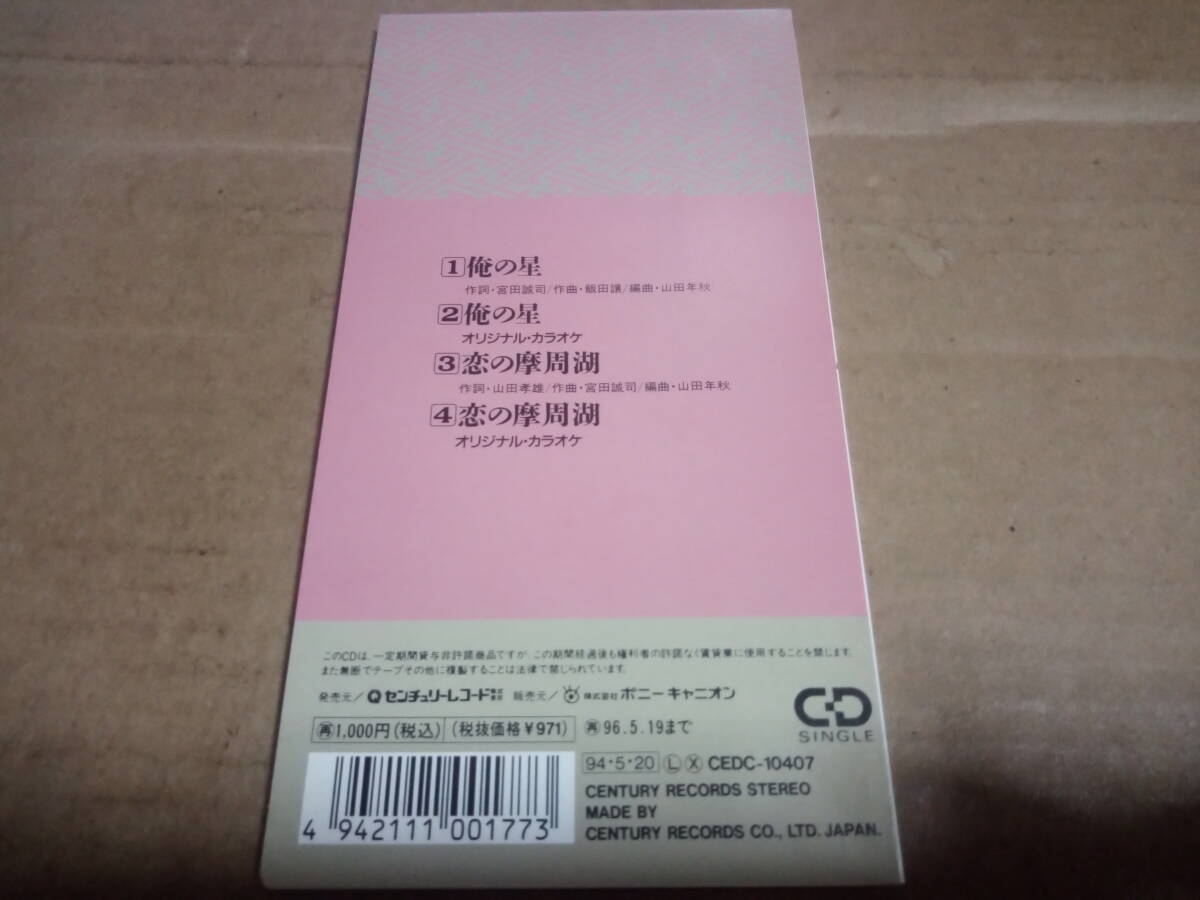 1 俺の星
作詞・宮田誠司/作曲・飯田譲/編曲・山田年秋
2 俺の星
オリジナル・カラオケ
3 恋の摩周湖
作詞・山田孝雄/作曲・宮田誠司/編曲・山田年秋
4 恋の摩周湖
オリジナル・カラオケ
このCDは、一定期間貸与非許諾商品ですが、この期間経過後も権利者の許諾なく賃貸業に使用することを禁じます。
また無断でテープその他に複製することは法律で禁じられています。
発売元/センチュリーレコード株式会社 販売元/株式会社ポニーキャニオン
再1,000円(税込) (税抜価格¥971) 再96.5.19まで
CD
SINGLE
94・5・20 L X CEDC-10407
CENTURY RECORDS STEREO
MADE BY
CENTURY RECORDS CO., LTD. JAPAN.
4 942111 001773